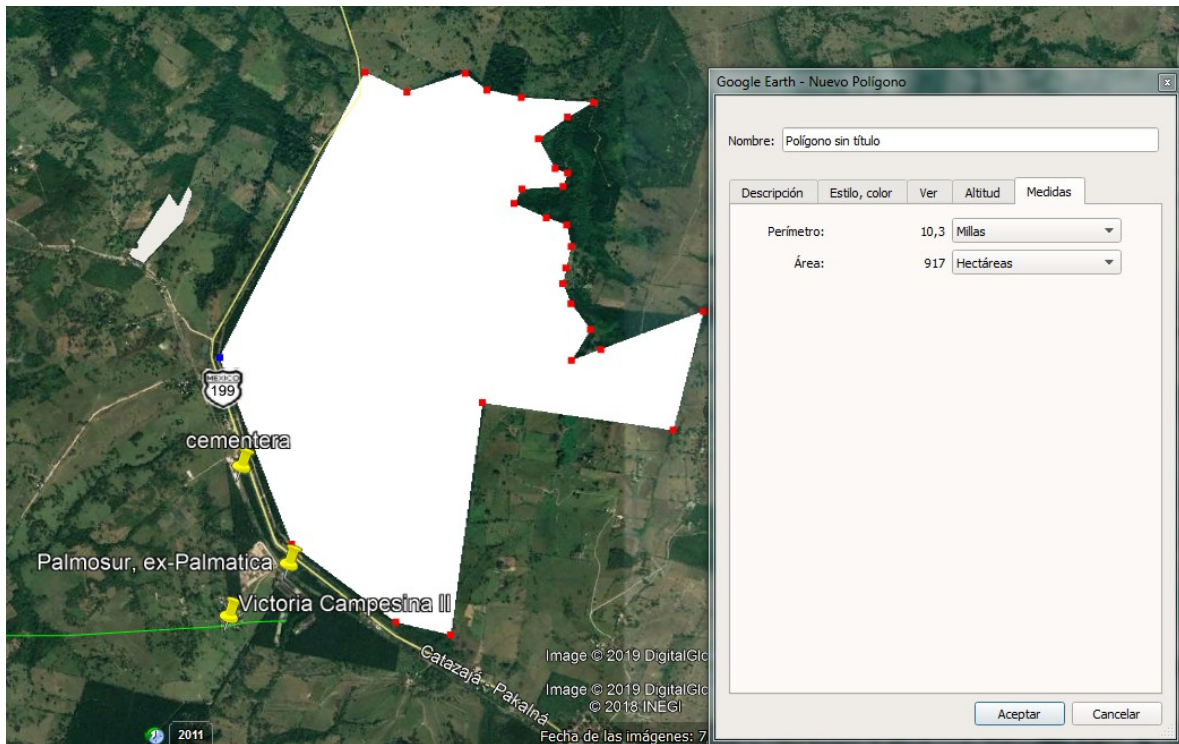 Google Earth - Nuevo Polígono
Nombre: Polígono sin título
Descripción Estilo, color Ver Altitud Medidas
Perímetro: 10,3 Millas
Área: 917 Hectáreas
MEXICO
199
cementera
Palmosur, ex-Palmatica
Victoria Campesina II
Catazajá - Pakalná
Image © 2019 DigitalGlo
Image © 2019 DigitalGlo
© 2018 INEGI
Fecha de las imágenes: 7
2011
Aceptar Cancelar